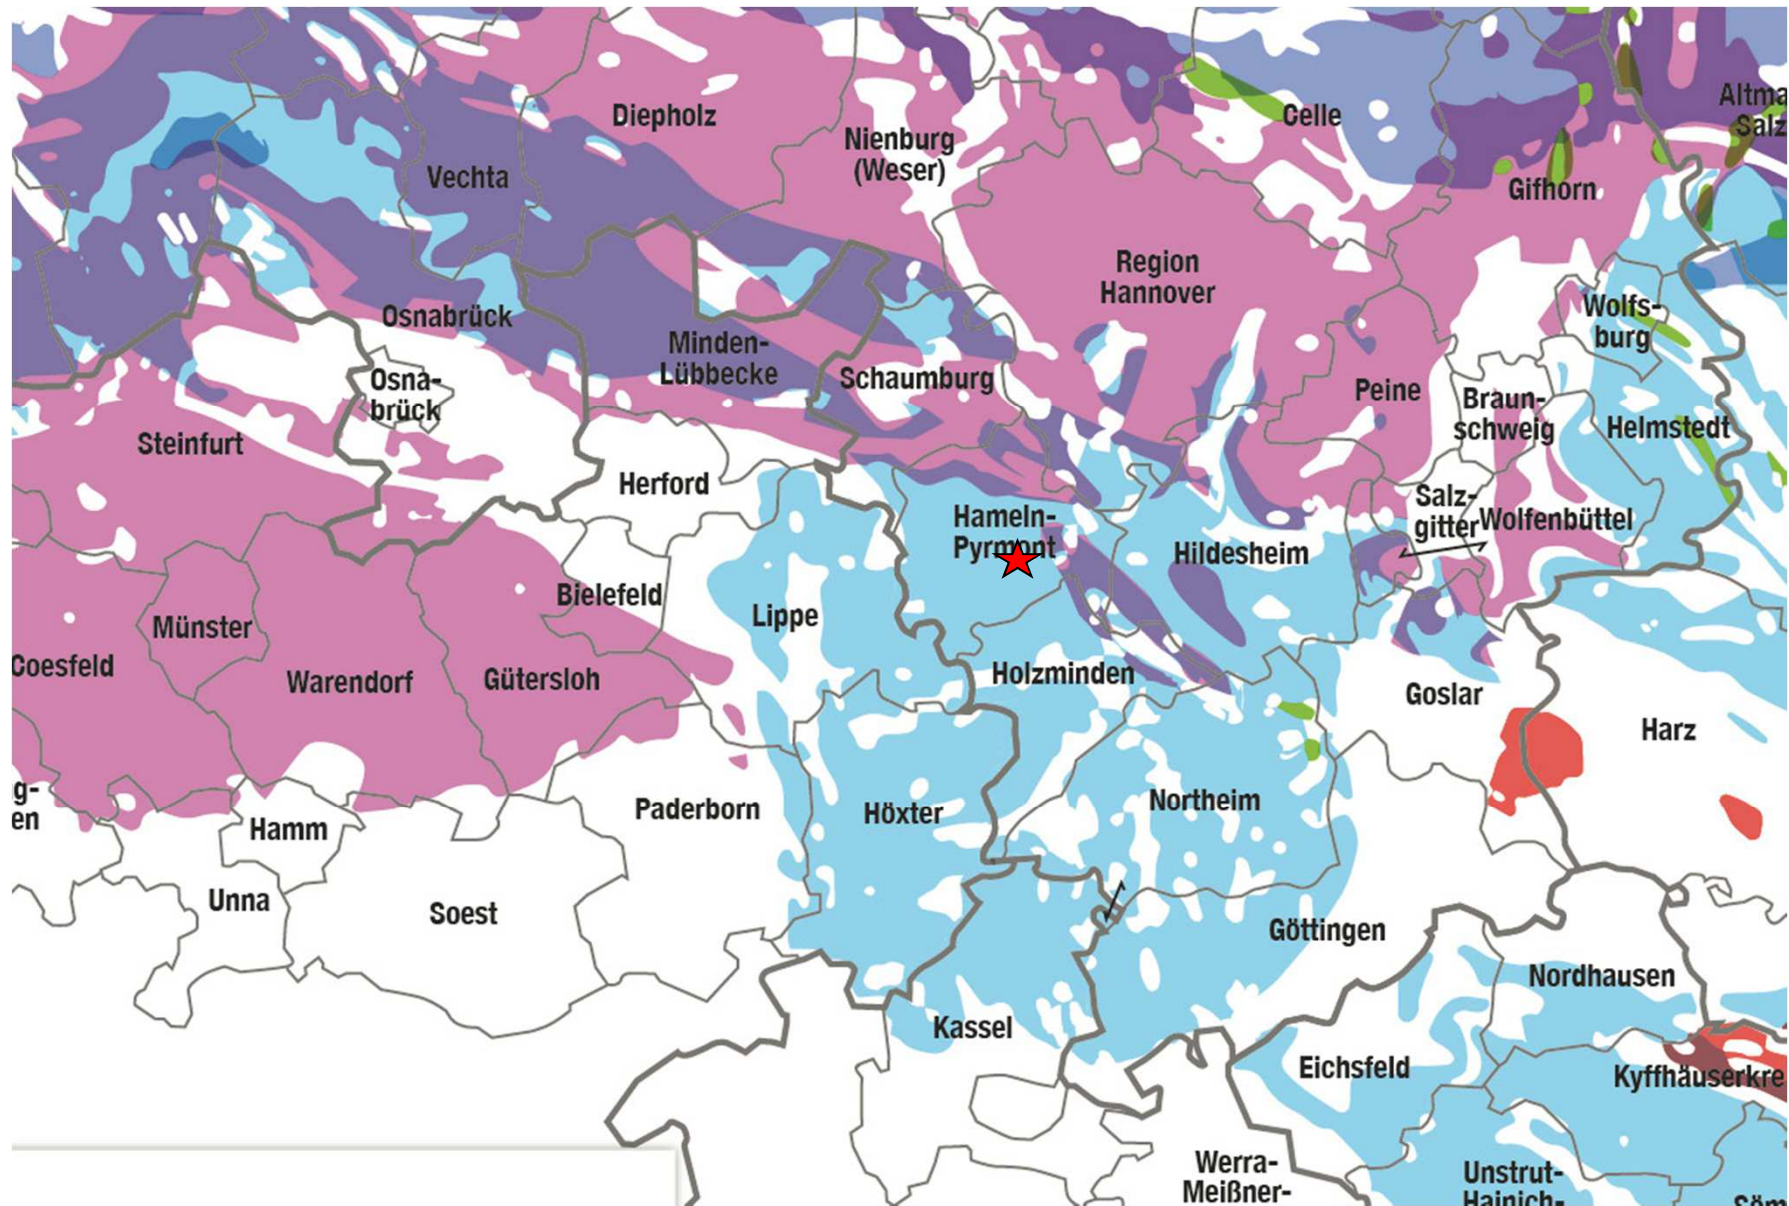 Altma
Salz
Diepholz
Celle
Nienburg
(Weser)
Vechta
Gifhorn
Region
Hannover
Osnabrück
Wolfs-
burg
Minden-
Lübbecke
Schaumburg
Osna-
brück
Peine
Braun-
schweig
Helmstedt
Steinfurt
Herford
Salz-
gitter
Wolfenbüttel
Hameln-
Pyrmont
Hildesheim
Bielefeld
Lippe
Münster
Coesfeld
Warendorf
Gütersloh
Holzminden
Goslar
Harz
g-
en
Hamm
Paderborn
Höxter
Northeim
Unna
Soest
Göttingen
Nordhausen
Kassel
Eichsfeld
Kyffhäuserkre
Werra-
Meißner-
Unstrut-
Hainich-
Söm